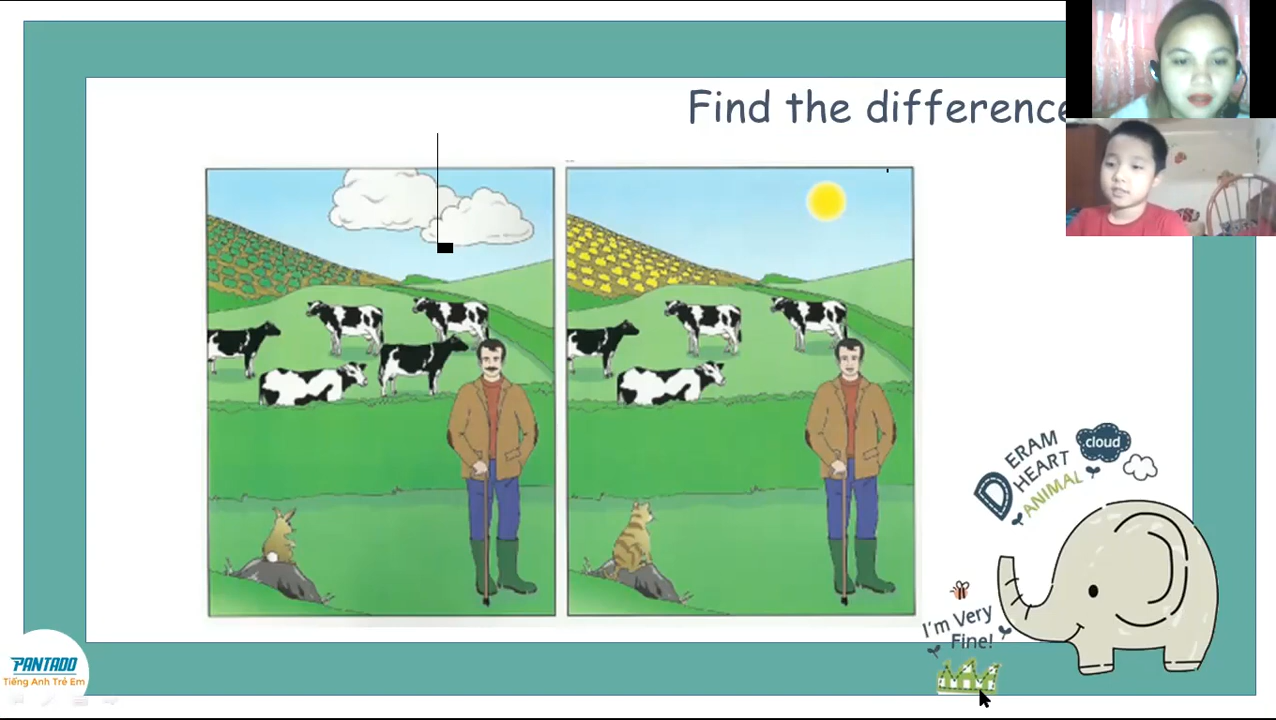 Find the difference
DERAM
HEART
ANIMAL
cloud
I'm Very
Fine!
PANTADO
Tiếng Anh Trẻ Em